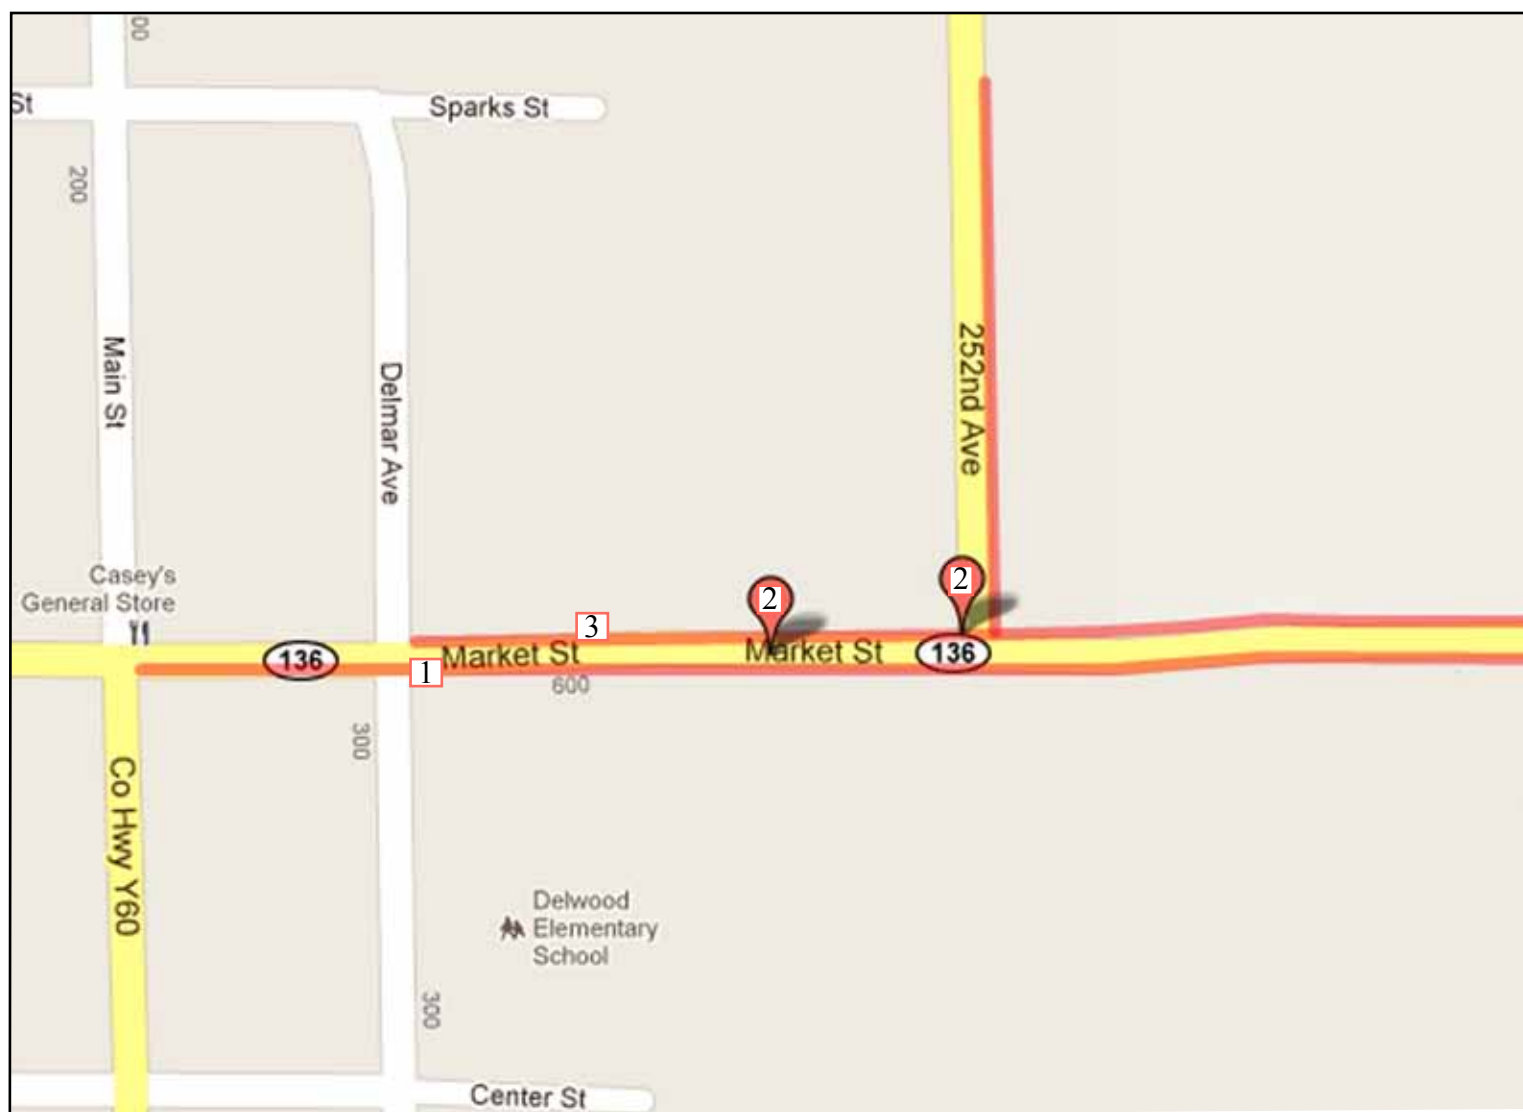 00
St
Sparks St
200
Main St
Delmar Ave
252nd Ave
Casey's
General Store
2
2
3
136
Market St
Market St
136
1
600
300
Co Hwy Y60
Delwood
Elementary
School
300
Center St